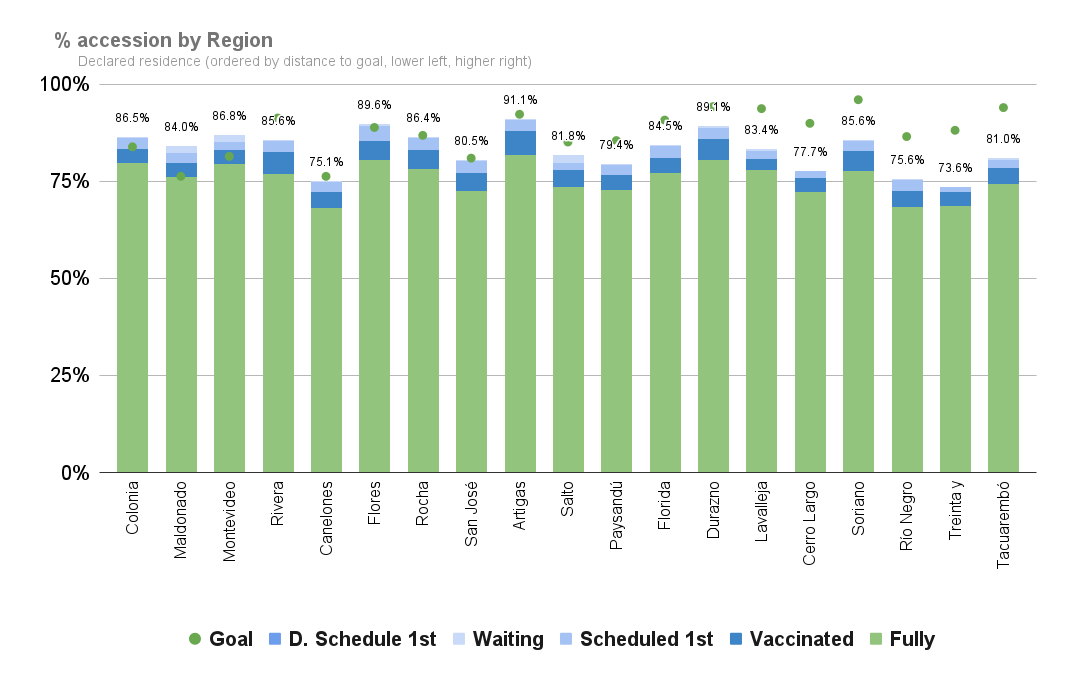 % accession by Region
Declared residence (ordered by distance to goal, lower left, higher right)
100%
75%
50%
25%
0%
86.5%
84.0%
86.8%
85.6%
75.1%
89.6%
86.4%
80.5%
91.1%
81.8%
79.4%
84.5%
89.1%
83.4%
77.7%
85.6%
75.6%
73.6%
81.0%
Colonia
Maldonado
Montevideo
Rivera
Canelones
Flores
Rocha
San José
Artigas
Salto
Paysandú
Florida
Durazno
Lavalleja
Cerro Largo
Soriano
Río Negro
Treinta y
Tacuarembó
Goal
D. Schedule 1st
Waiting
Scheduled 1st
Vaccinated
Fully